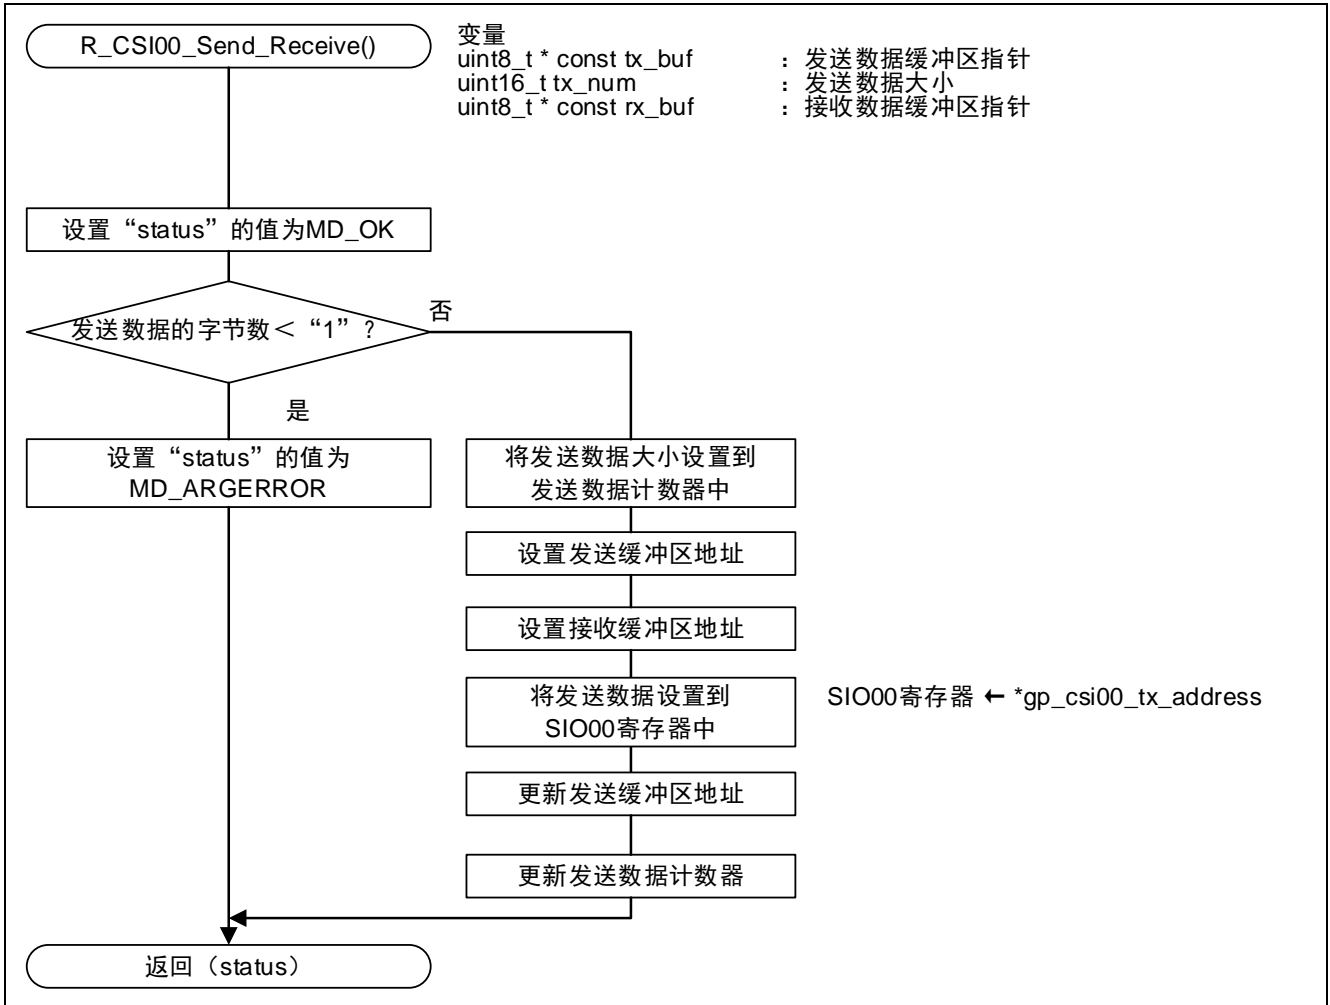 R_CSI00_Send_Receive()
变量
uint8_t * const tx_buf ：发送数据缓冲区指针
uint16_t tx_num ：发送数据大小
uint8_t * const rx_buf ：接收数据缓冲区指针
设置“status”的值为MD_OK
发送数据的字节数＜“1”？
否
是
设置“status”的值为
MD_ARGERROR
将发送数据大小设置到
发送数据计数器中
设置发送缓冲区地址
设置接收缓冲区地址
将发送数据设置到
SIO00寄存器中
SIO00寄存器 ← *gp_csi00_tx_address
更新发送缓冲区地址
更新发送数据计数器
返回（status）